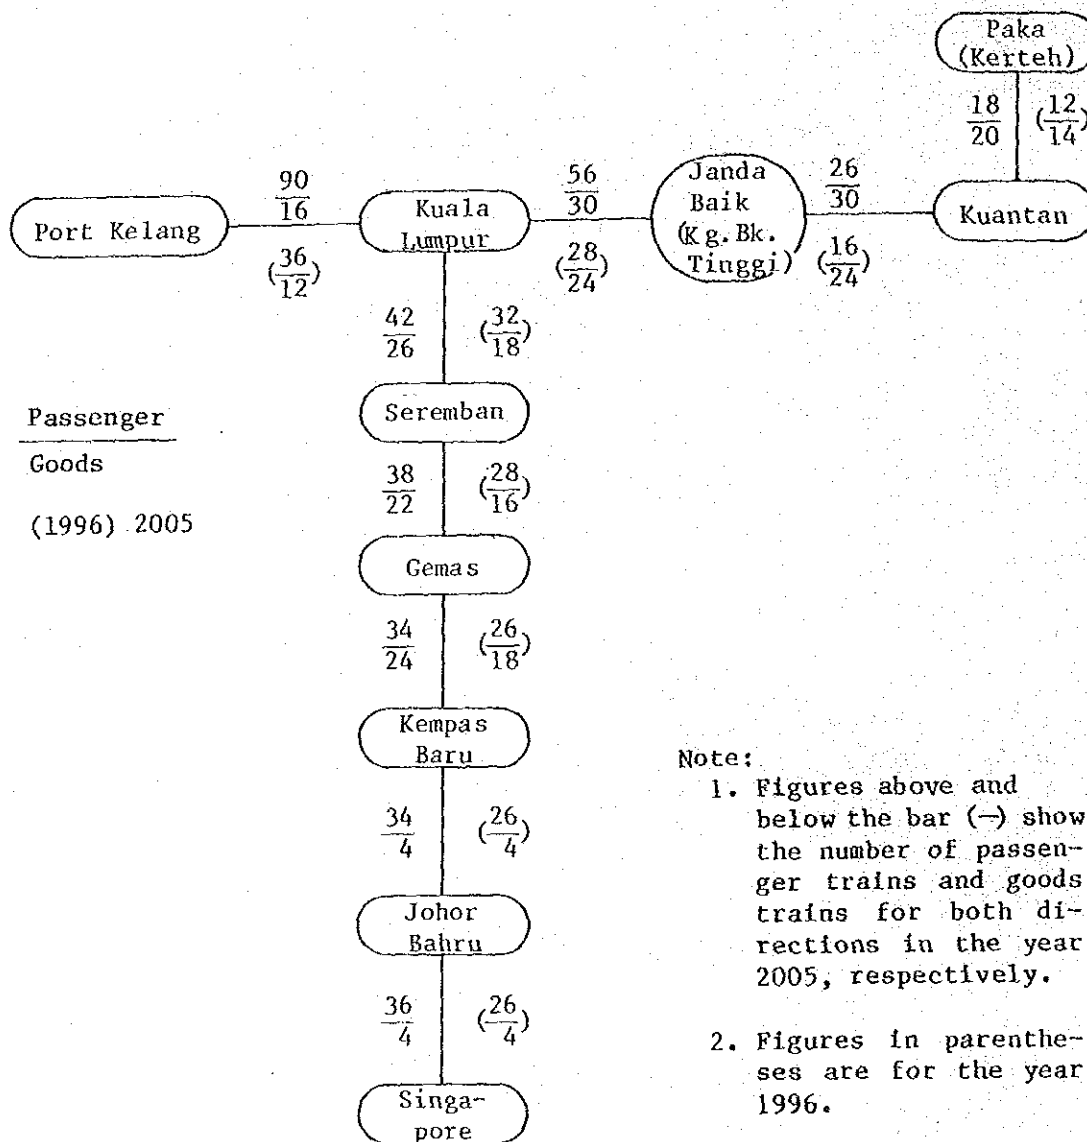 Paka
(Kerteh)
18
20
(12
14)
90
16
56
30
Janda
Baik
(Kg. Bk.
Tinggi)
26
30
Port Kelang
Kuala
Lumpur
Kuantan
(36
12)
(28
24)
(16
24)
42
26
(32
18)
Seremban
Passenger
Goods
(1996) 2005
38
22
(28
16)
Gemas
34
24
(26
18)
Kempas
Baru
34
4
(26
4)
Johor
Bahru
36
4
(26
4)
Singa-
pore
Note:
1. Figures above and
below the bar (—) show
the number of passen-
ger trains and goods
trains for both di-
rections in the year
2005, respectively.
2. Figures in parenthe-
ses are for the year
1996.